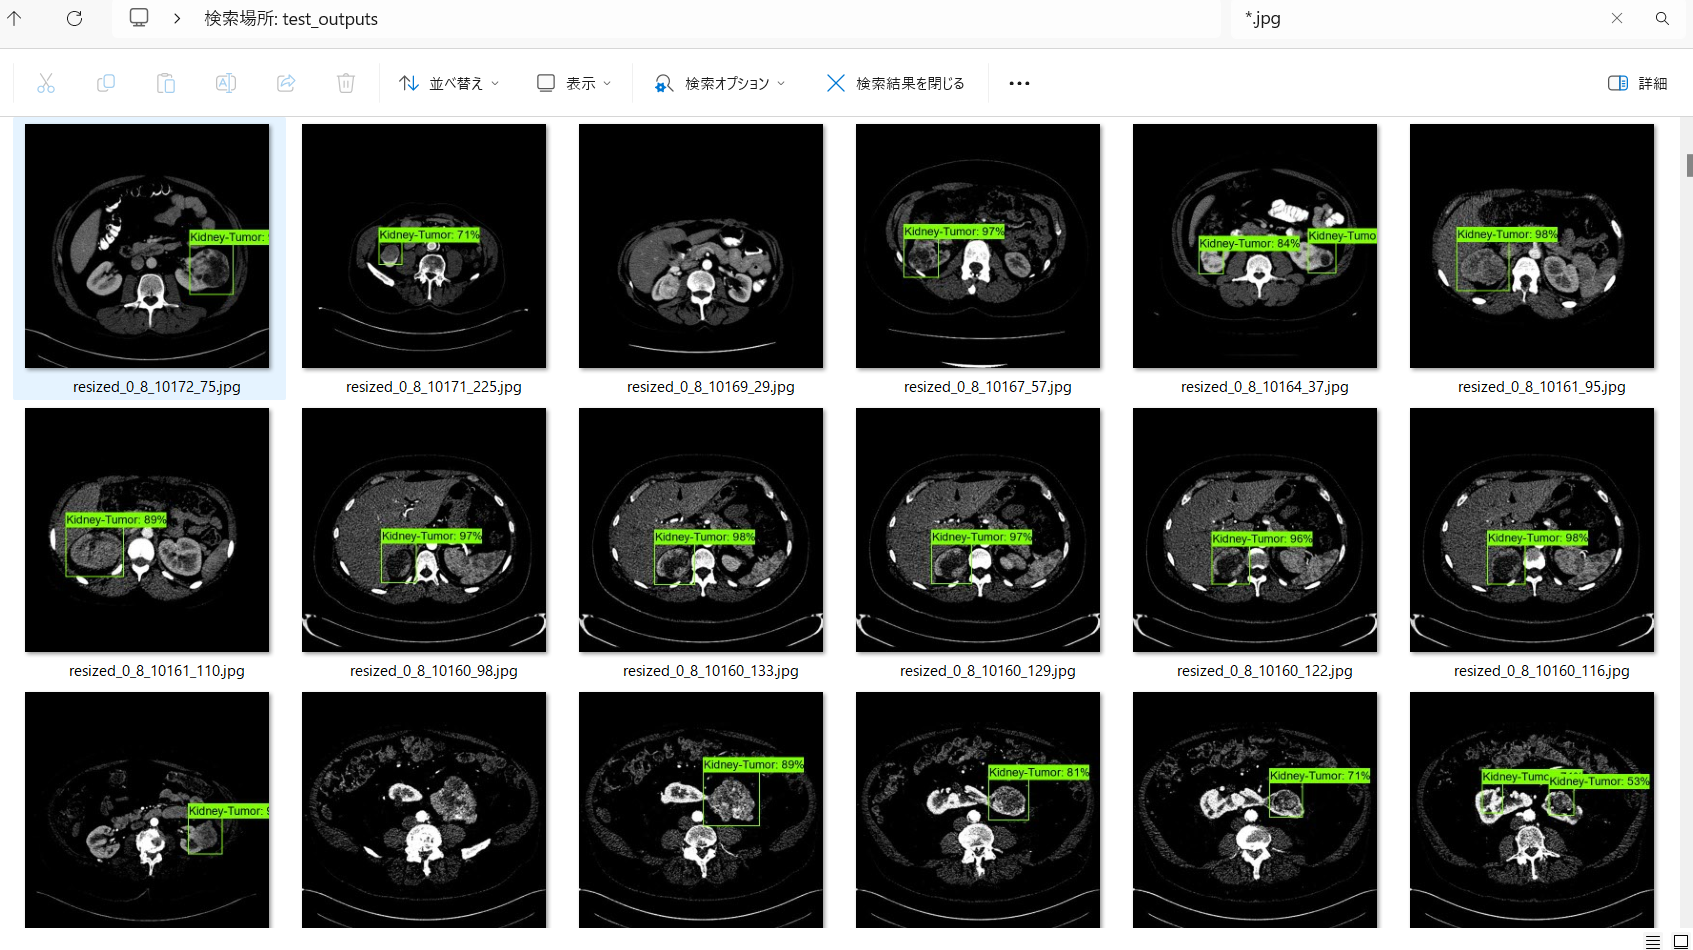 検索場所: test_outputs
*.jpg
並べ替え
表示
検索オプション
検索結果を閉じる
詳細
Kidney-Tumor:
Kidney-Tumor: 71%
Kidney-Tumor: 97%
Kidney-Tumor: 84%
Kidney-Tumo
Kidney-Tumor: 98%
resized_0_8_10172_75.jpg
resized_0_8_10171_225.jpg
resized_0_8_10169_29.jpg
resized_0_8_10167_57.jpg
resized_0_8_10164_37.jpg
resized_0_8_10161_95.jpg
Kidney-Tumor: 89%
Kidney-Tumor: 97%
Kidney-Tumor: 98%
Kidney-Tumor: 97%
Kidney-Tumor: 96%
Kidney-Tumor: 98%
resized_0_8_10161_110.jpg
resized_0_8_10160_98.jpg
resized_0_8_10160_133.jpg
resized_0_8_10160_129.jpg
resized_0_8_10160_122.jpg
resized_0_8_10160_116.jpg
Kidney-Tumor: 9
Kidney-Tumor: 89%
Kidney-Tumor: 81%
Kidney-Tumor: 71%
Kidney-Tumo
Kidney-Tumor: 53%